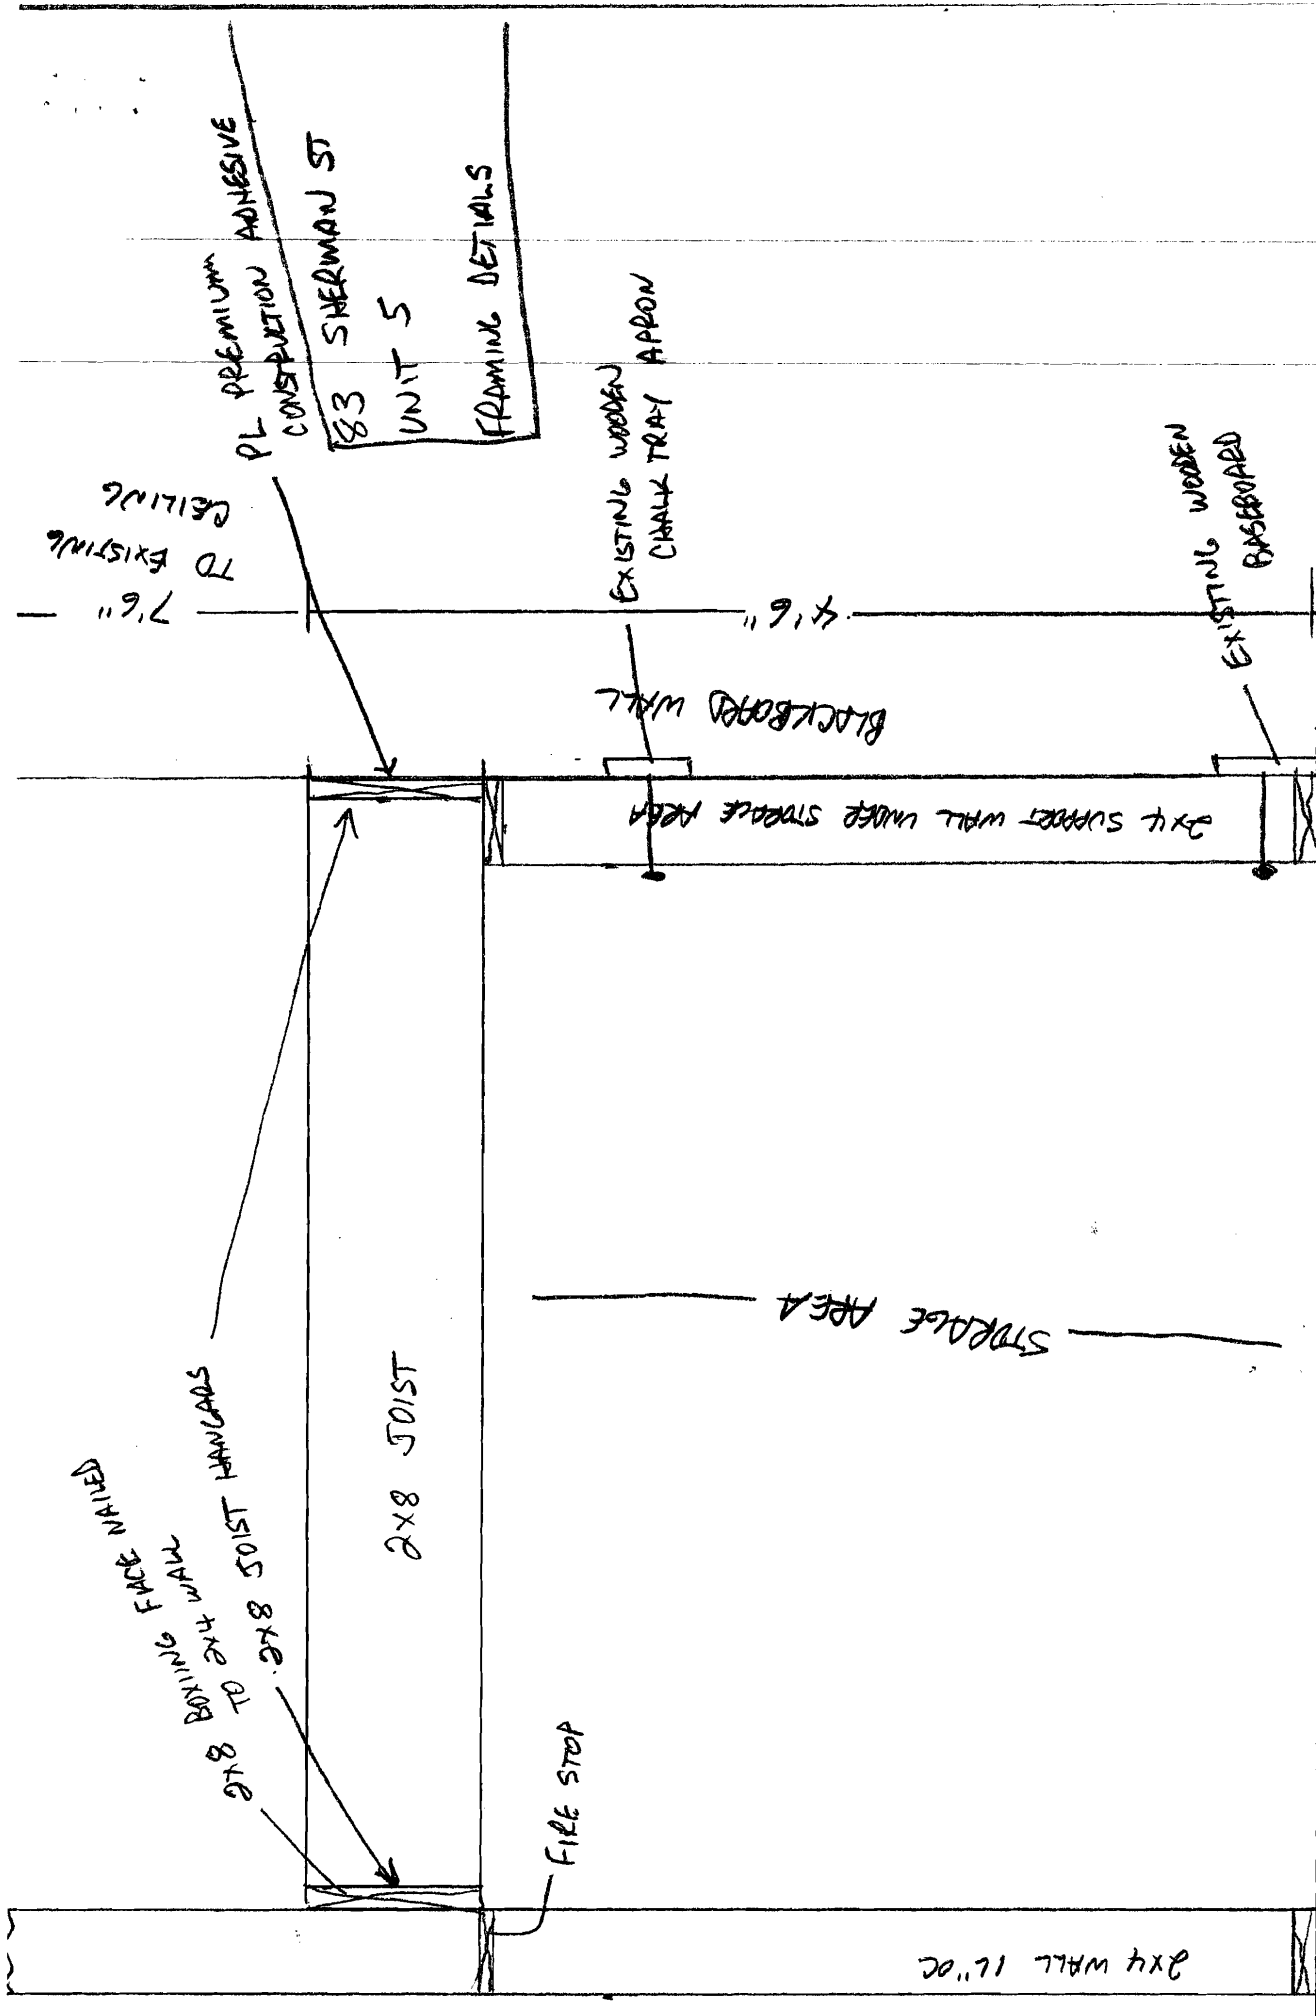 PL PREMIUM
CONSTRUCTION ADHESIVE
83 SHERMAN ST
UNIT 5
FRAMING DETIALS
7'6"
TO EXISTING
CEILING
4'6"
EXISTING WOODEN
CHALK TRAY APRON
BLACKBOARD WALL
EXISTING WOODEN
BASEBOARD
2X4 SUPPORT WALL UNDER STORAGE AREA
2X8 BOXING FACE NAILED
TO 2X4 WALL
2X8 JOIST HANGARS
2X8 JOIST
STORAGE AREA
FIRE STOP
2X4 WALL 16"OC